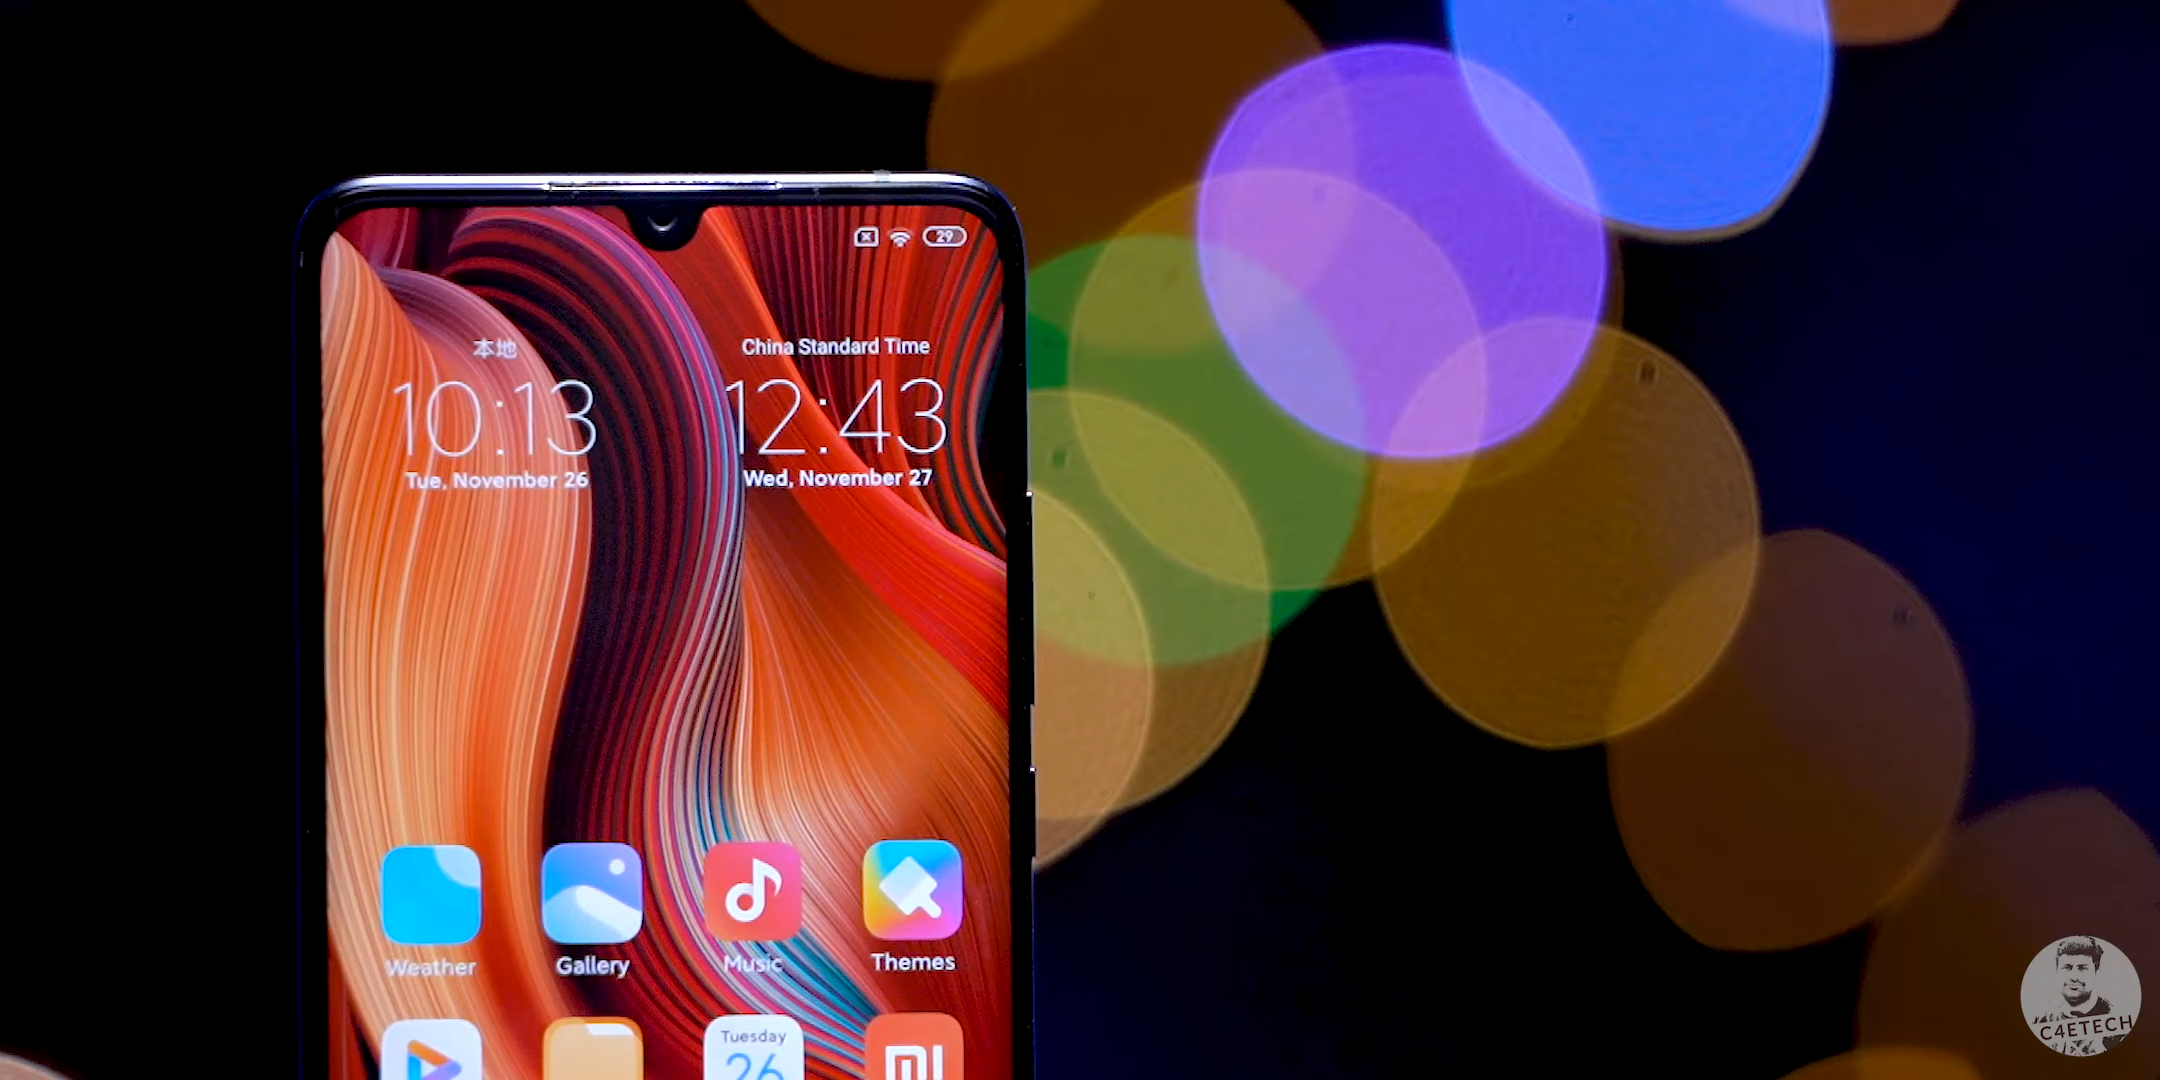 29
本地
China Standard Time
10:13
12:43
Tue, November 26
Wed, November 27
Weather
Gallery
Music
Themes
Tuesday
26
C4ETECH